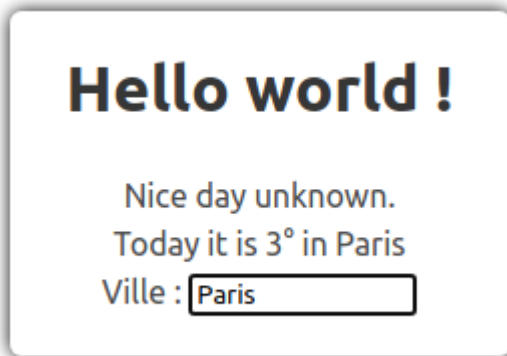 Hello world !
Nice day unknown.
Today it is 3° in Paris
Ville : Paris